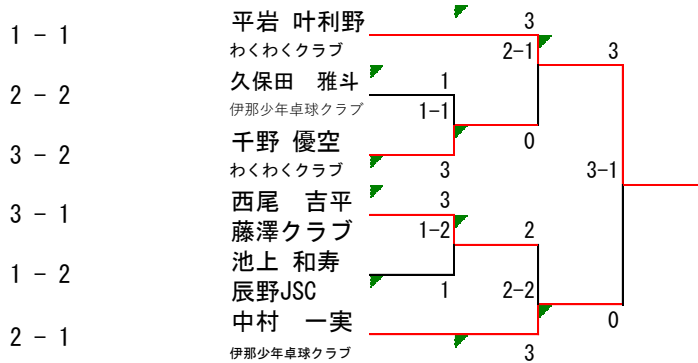 平岩 叶利野
3
1 − 1
わくわくクラブ
2−1
3
久保田　雅斗
1
2 − 2
伊那少年卓球クラブ
1−1
千野 優空
0
3 − 2
わくわくクラブ
3
3−1
西尾　吉平
3
3 − 1
藤澤クラブ
1−2
2
池上 和寿
1 − 2
辰野JSC
1
2−2
中村　一実
0
2 − 1
伊那少年卓球クラブ
3